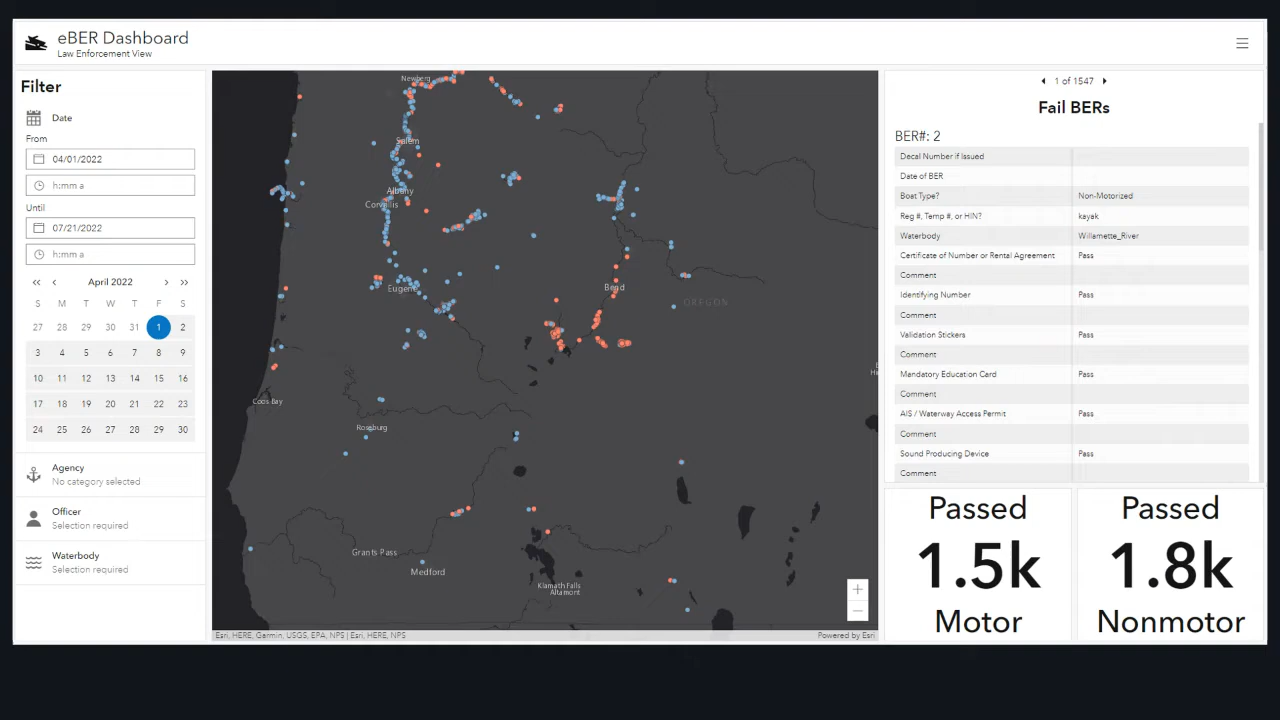 eBER Dashboard
Law Enforcement View
Filter
Date
From
04/01/2022
h:mm a
Until
07/21/2022
h:mm a
April 2022
S M T W T F S
27 28 29 30 31 1 2
3 4 5 6 7 8 9
10 11 12 13 14 15 16
17 18 19 20 21 22 23
24 25 26 27 28 29 30
Agency
No category selected
Officer
Selection required
Waterbody
Selection required
Newberg
Salem
Albany
Corvallis
Eugene
Bend
OREGON
Coos Bay
Roseburg
Grants Pass
Medford
Klamath Falls
Altamont
Esri, HERE, Garmin, USGS, EPA, NPS | Esri, HERE, NPS
Powered by Esri
1 of 1547
Fail BERs
BER#: 2
Decal Number if Issued
Date of BER
Boat Type? Non-Motorized
Reg #, Temp #, or HIN? kayak
Waterbody Willamette_River
Certificate of Number or Rental Agreement Pass
Comment
Identifying Number Pass
Comment
Validation Stickers Pass
Comment
Mandatory Education Card Pass
Comment
AIS / Waterway Access Permit Pass
Comment
Sound Producing Device Pass
Comment
Passed
1.5k
Motor
Passed
1.8k
Nonmotor